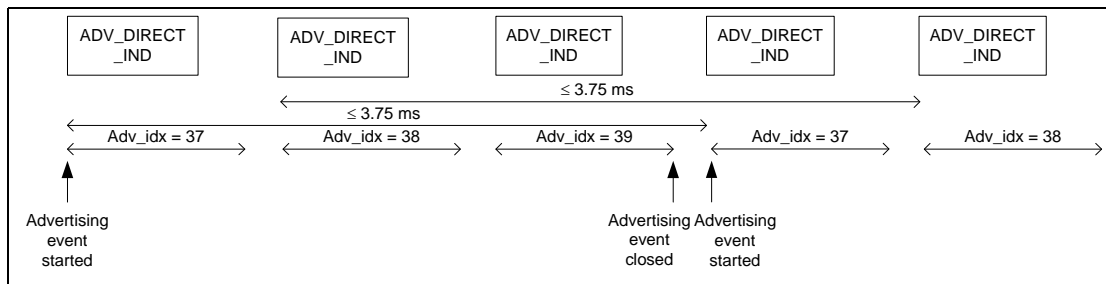 ADV_DIRECT
_IND
ADV_DIRECT
_IND
ADV_DIRECT
_IND
ADV_DIRECT
_IND
ADV_DIRECT
_IND
≤ 3.75 ms
≤ 3.75 ms
Adv_idx = 37
Adv_idx = 38
Adv_idx = 39
Adv_idx = 37
Adv_idx = 38
Advertising
event
started
Advertising
event
closed
Advertising
event
started